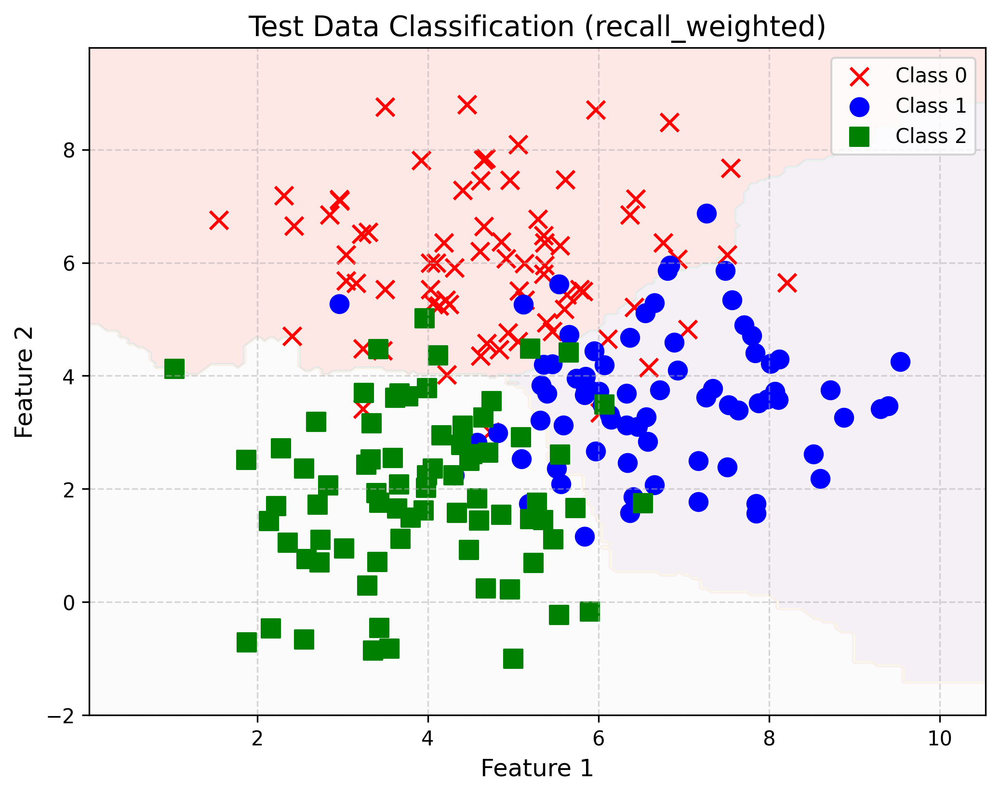 Test Data Classification (recall_weighted)
Class 0
Class 1
Class 2
8
6
4
2
0
−2
2
4
6
8
10
Feature 1
Feature 2